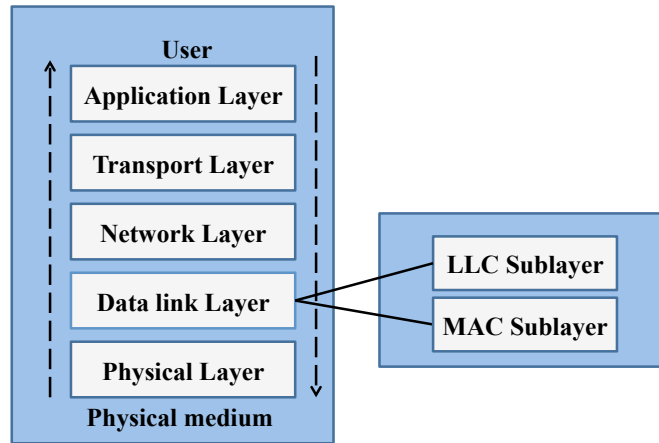 User
Application Layer
Transport Layer
Network Layer
Data link Layer
Physical Layer
Physical medium
LLC Sublayer
MAC Sublayer